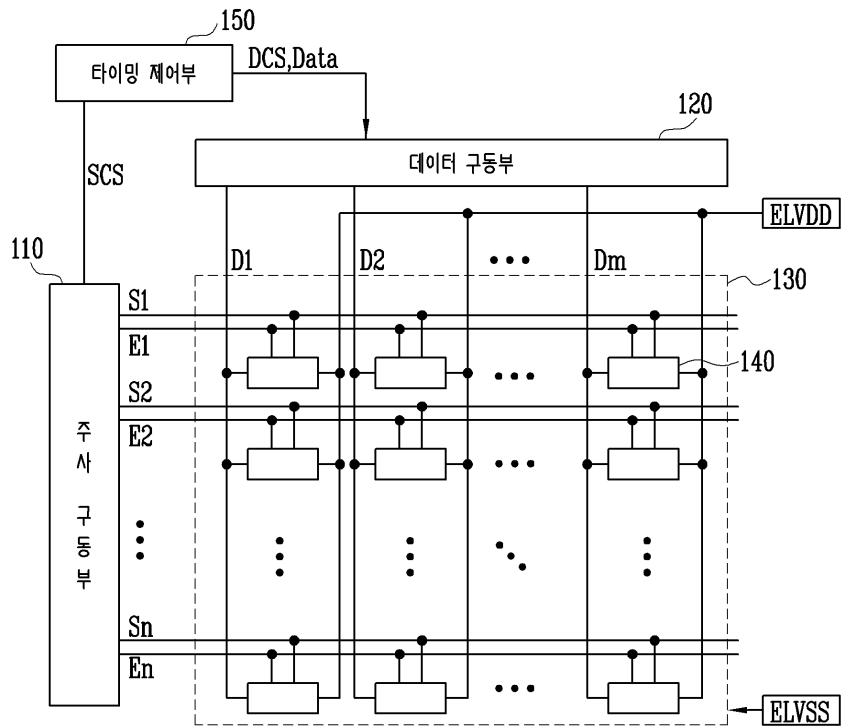 150
타이밍 제어부
DCS,Data
120
데이터 구동부
SCS
ELVDD
110
D1
D2
Dm
130
S1
E1
140
S2
E2
주사 구동부
Sn
En
ELVSS